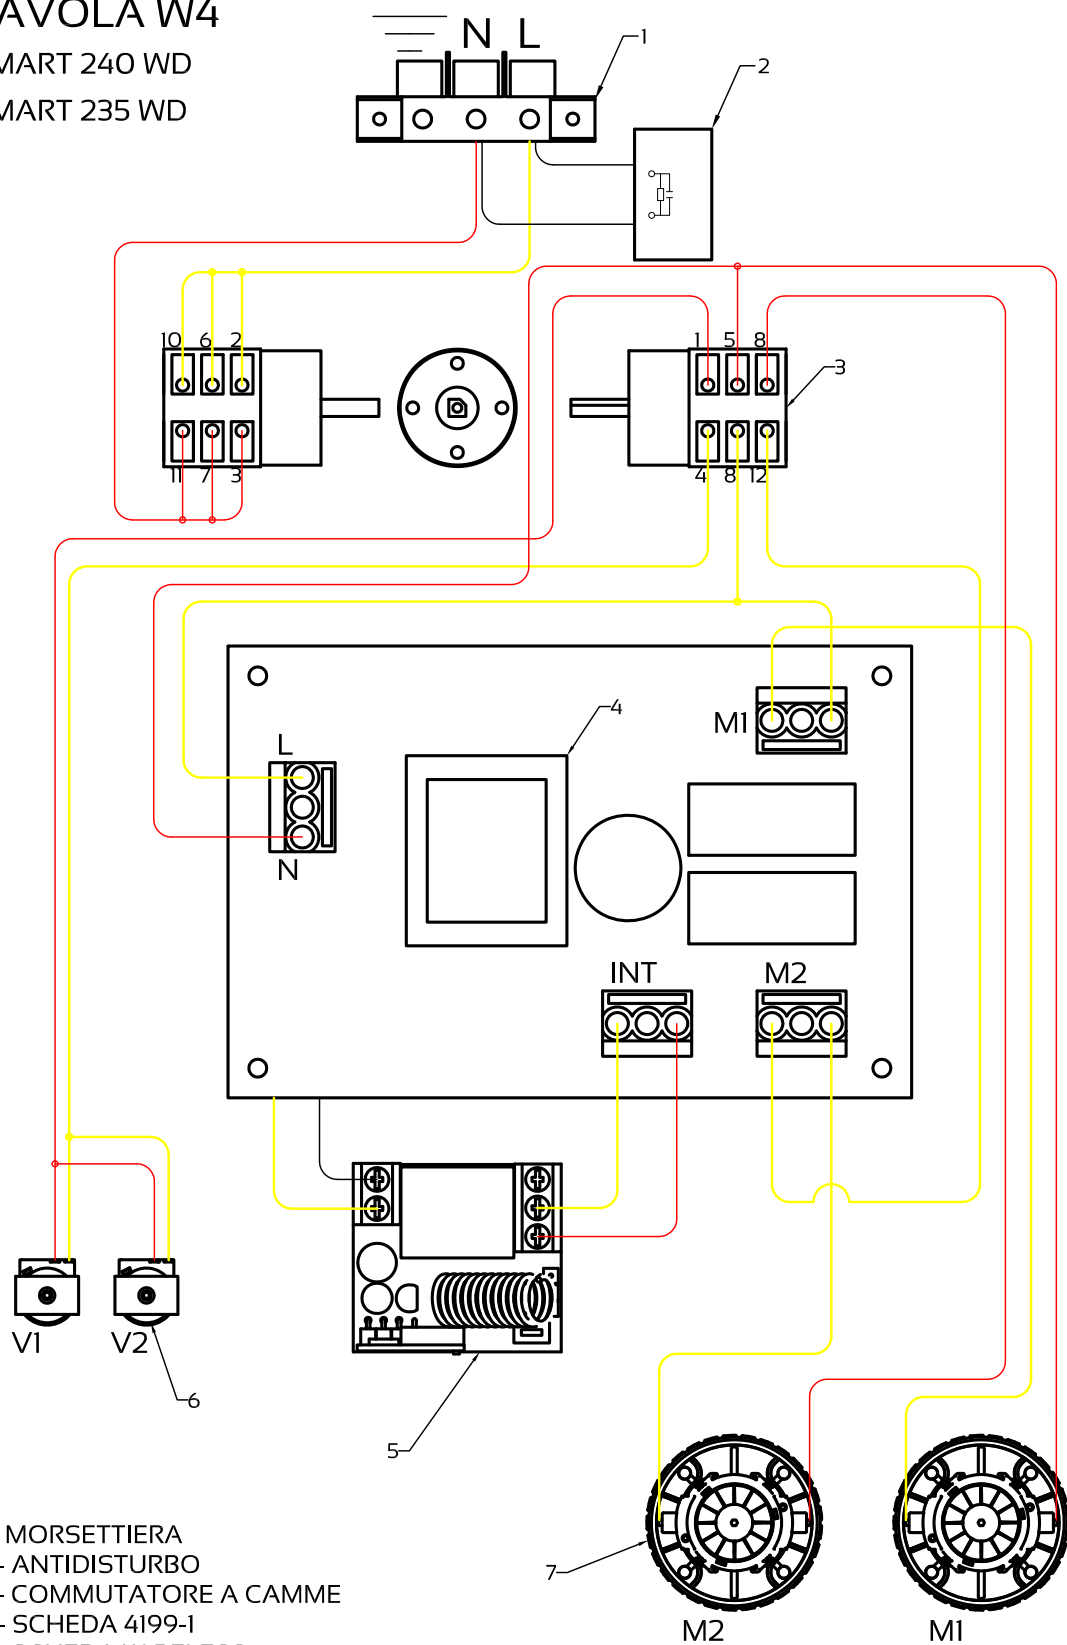 AVOLA W4
MART 240 WD
MART 235 WD
N L
1
2
10 6 2
1 5 8
3
11 7 3
4 8 12
4
M1
L
N
INT M2
V1 V2
6
5
7
M2 M1
MORSETTIERA
- ANTIDISTURBO
- COMMUTATORE A CAMME
- SCHEDA 4199-1